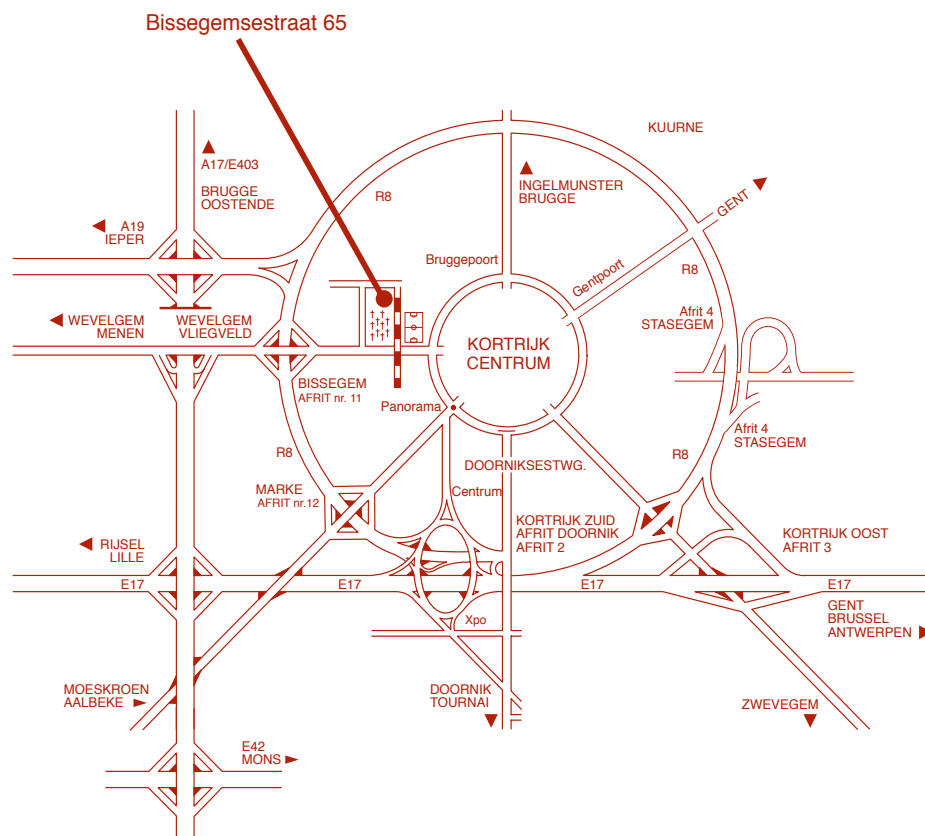 Bissegemsestraat 65
KUURNE
A17/E403
BRUGGE
OOSTENDE
R8
INGELMUNSTER
BRUGGE
GENT
A19
IEPER
Bruggepoort
Gentpoort
R8
Afrit 4
STASEGEM
WEVELGEM
MENEN
WEVELGEM
VLIEGVELD
KORTRIJK
CENTRUM
BISSEGEM
AFRIT nr. 11
Panorama
Afrit 4
STASEGEM
R8
R8
DOORNIKSESTWG.
MARKE
AFRIT nr.12
Centrum
KORTRIJK ZUID
AFRIT DOORNIK
AFRIT 2
KORTRIJK OOST
AFRIT 3
RIJSEL
LILLE
E17
E17
E17
E17
GENT
BRUSSEL
ANTWERPEN
Xpo
MOESKROEN
AALBEKE
DOORNIK
TOURNAI
ZWEVEGEM
E42
MONS